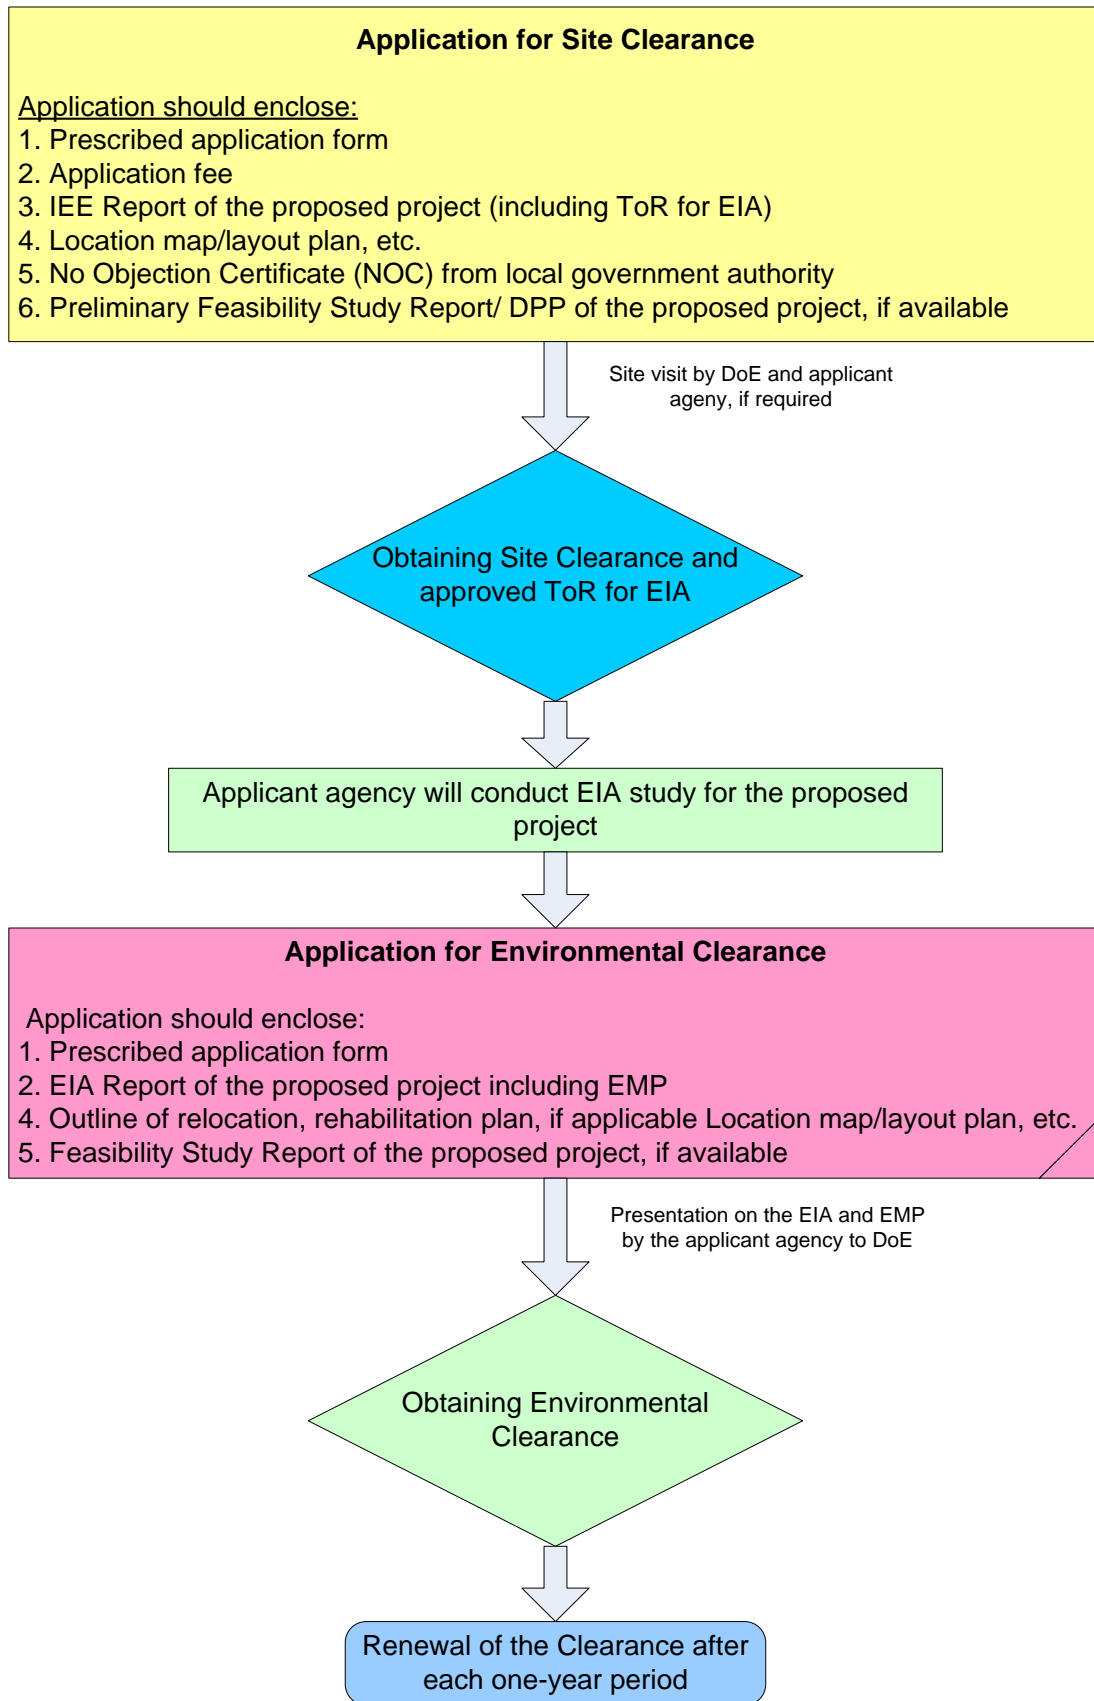 Application for Site Clearance
Application should enclose:
1. Prescribed application form
2. Application fee
3. IEE Report of the proposed project (including ToR for EIA)
4. Location map/layout plan, etc.
5. No Objection Certificate (NOC) from local government authority
6. Preliminary Feasibility Study Report/ DPP of the proposed project, if available
Site visit by DoE and applicant
ageny, if required
Obtaining Site Clearance and
approved ToR for EIA
Applicant agency will conduct EIA study for the proposed
project
Application for Environmental Clearance
Application should enclose:
1. Prescribed application form
2. EIA Report of the proposed project including EMP
4. Outline of relocation, rehabilitation plan, if applicable Location map/layout plan, etc.
5. Feasibility Study Report of the proposed project, if available
Presentation on the EIA and EMP
by the applicant agency to DoE
Obtaining Environmental
Clearance
Renewal of the Clearance after
each one-year period